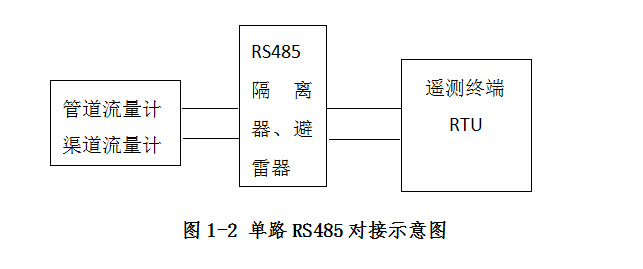 管道流量计
渠道流量计
RS485
隔离
器、避
雷器
遥测终端
RTU
图 1-2 单路 RS485 对接示意图